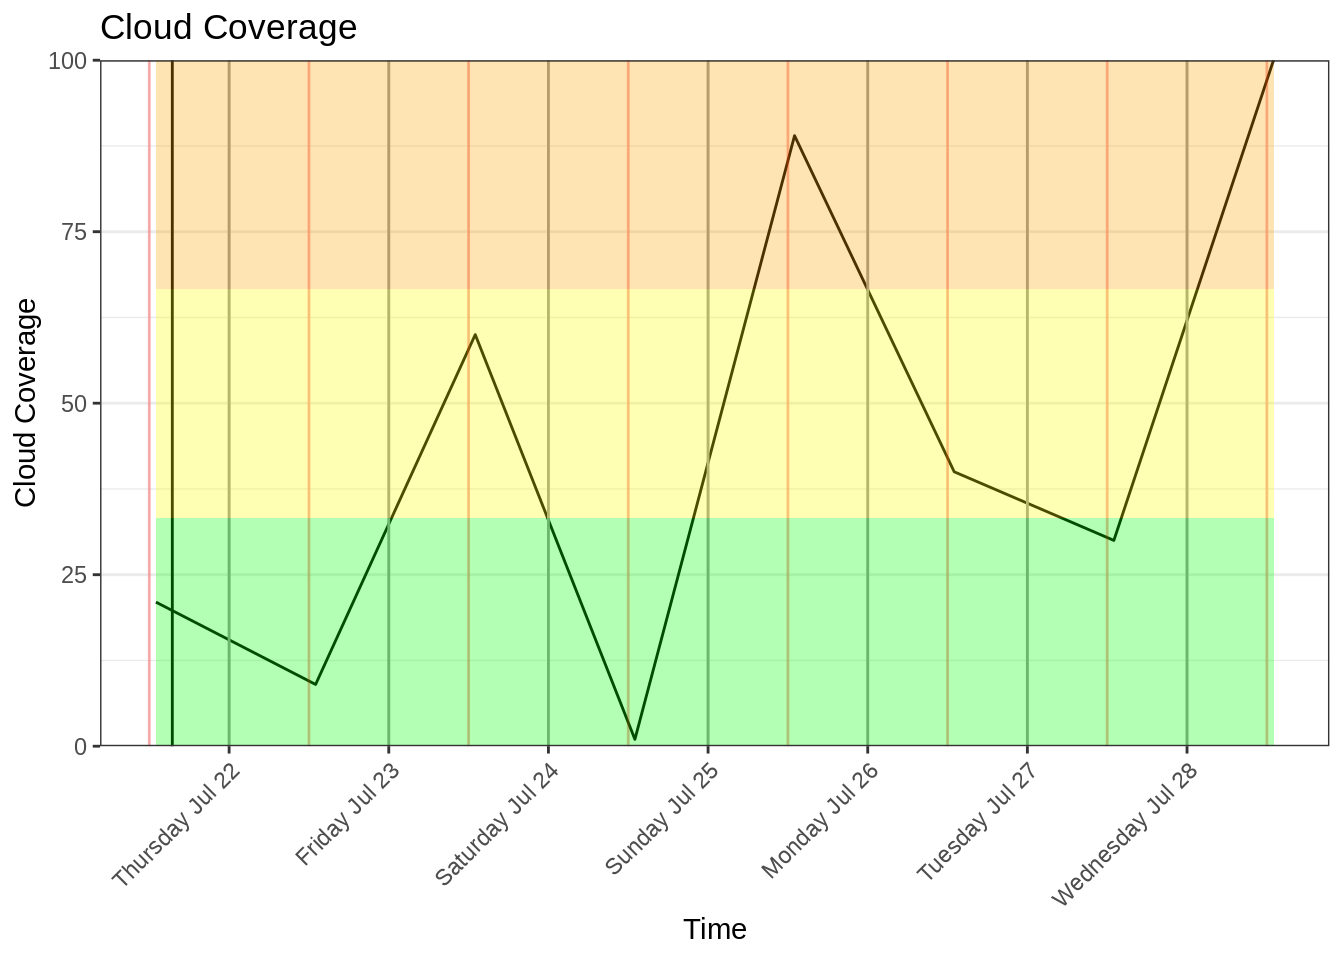 Cloud Coverage
Cloud Coverage
100
75
50
25
0
Thursday Jul 22
Friday Jul 23
Saturday Jul 24
Sunday Jul 25
Monday Jul 26
Tuesday Jul 27
Wednesday Jul 28
Time